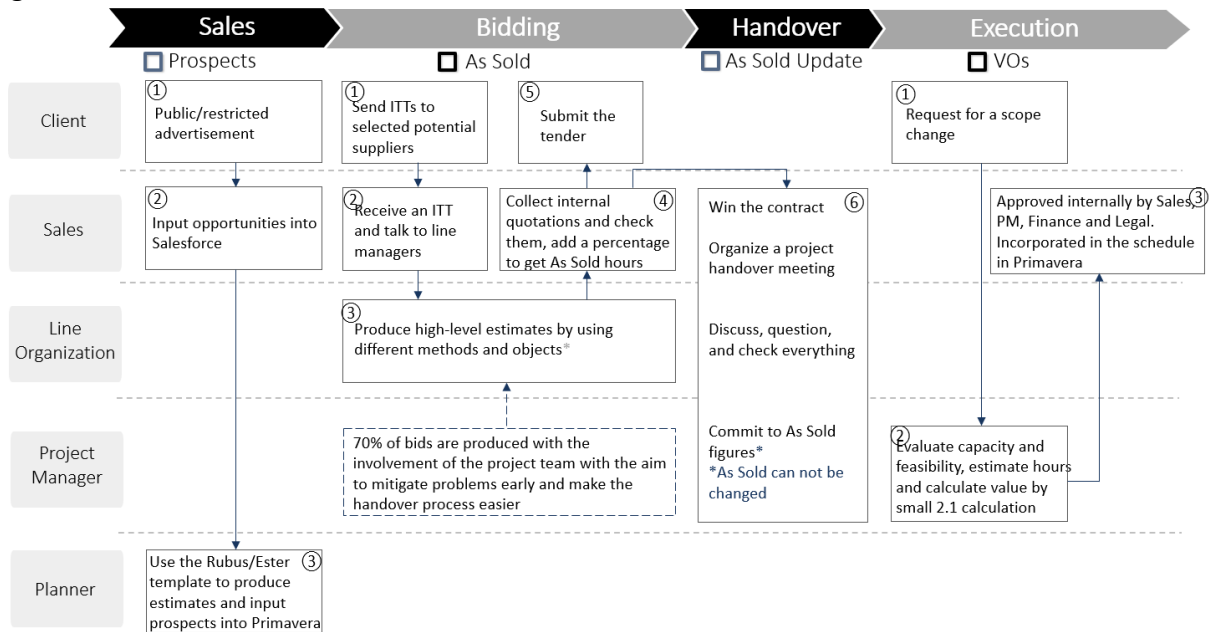 Sales
Bidding
Handover
Execution
Prospects
As Sold
As Sold Update
VOs
Client
①
Public/restricted
advertisement
①
Send ITTs to
selected potential
suppliers
⑤
Submit the
tender
①
Request for a scope
change
Sales
②
Input opportunities into
Salesforce
②
Receive an ITT
and talk to line
managers
④
Collect internal
quotations and check
them, add a percentage
to get As Sold hours
⑥
Win the contract
Organize a project
handover meeting
Discuss, question,
and check everything
Commit to As Sold
figures*
*As Sold can not be
changed
③
Approved internally by Sales,
PM, Finance and Legal.
Incorporated in the schedule
in Primavera
Line
Organization
③
Produce high-level estimates by using
different methods and objects*
Project
Manager
70% of bids are produced with the
involvement of the project team with the aim
to mitigate problems early and make the
handover process easier
②
Evaluate capacity and
feasibility, estimate hours
and calculate value by
small 2.1 calculation
Planner
③
Use the Rubus/Ester
template to produce
estimates and input
prospects into Primavera